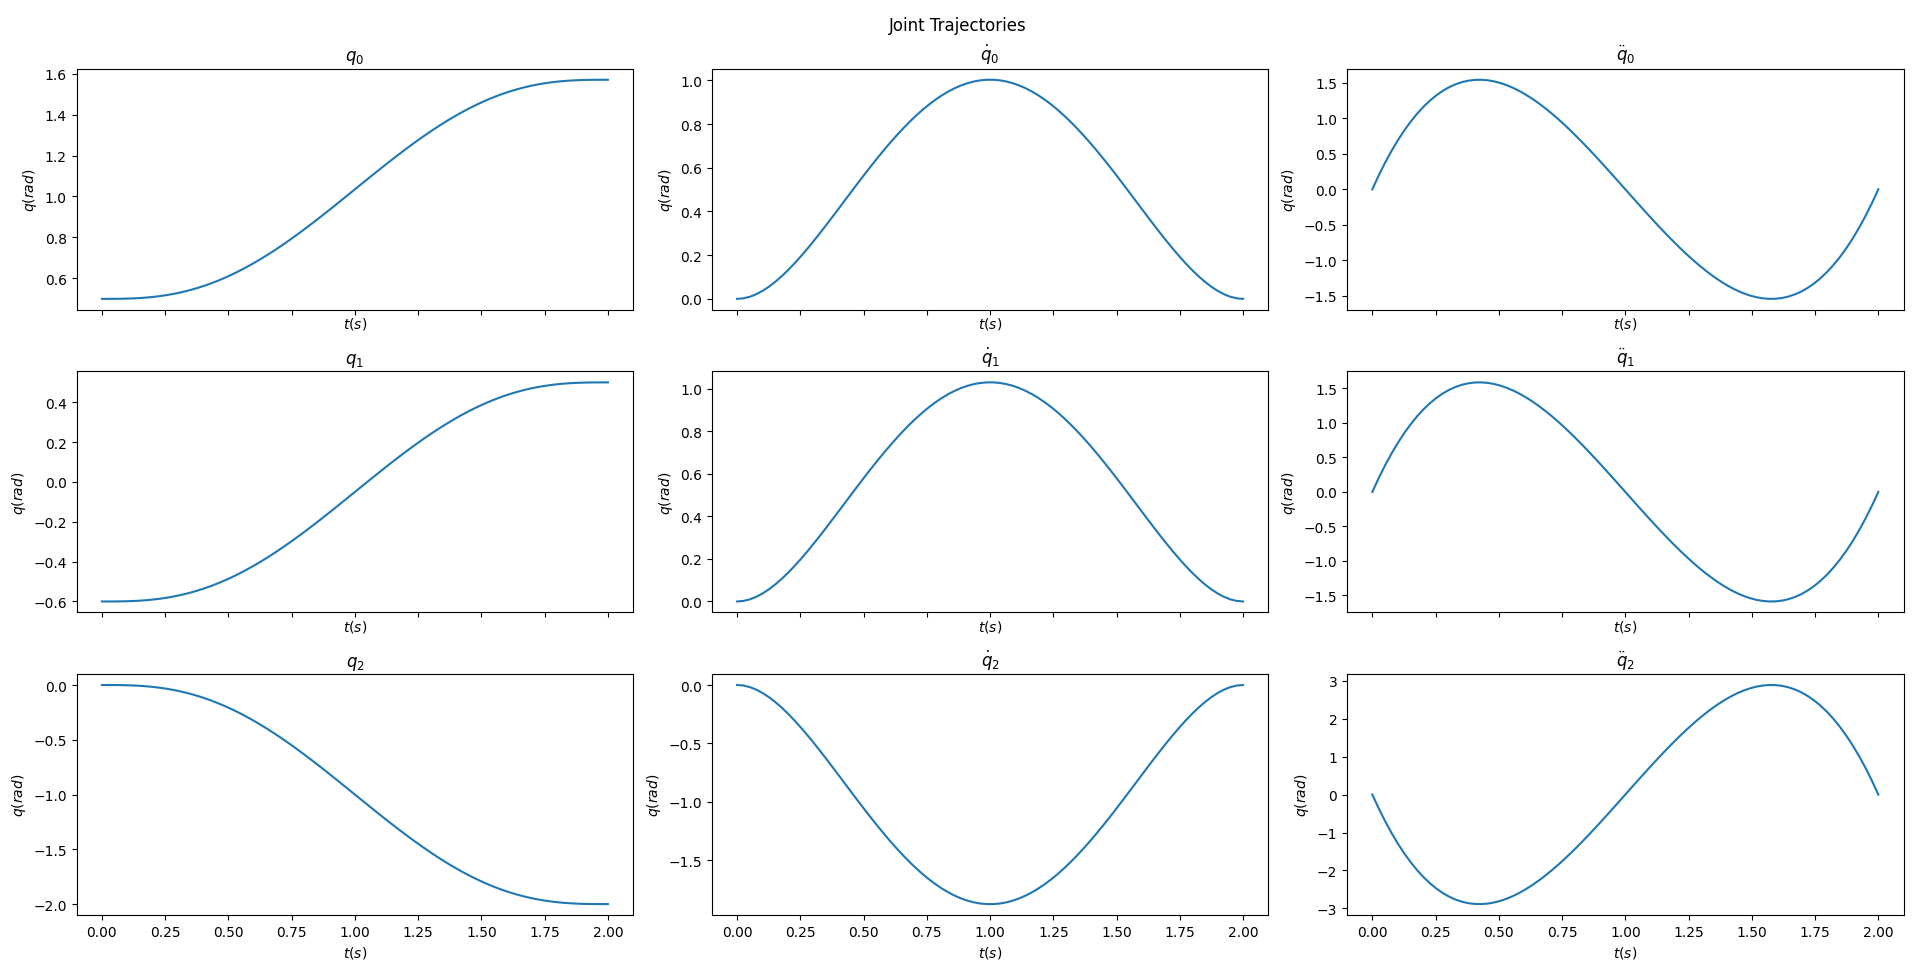 Joint Trajectories
q₀
q̇₀
q̈₀
q(rad)
1.6
1.4
1.2
1.0
0.8
0.6
t(s)
q(rad)
1.0
0.8
0.6
0.4
0.2
0.0
t(s)
q(rad)
1.5
1.0
0.5
0.0
−0.5
−1.0
−1.5
t(s)
q₁
q̇₁
q̈₁
q(rad)
0.4
0.2
0.0
−0.2
−0.4
−0.6
t(s)
q(rad)
1.0
0.8
0.6
0.4
0.2
0.0
t(s)
q(rad)
1.5
1.0
0.5
0.0
−0.5
−1.0
−1.5
t(s)
q₂
q̇₂
q̈₂
q(rad)
0.0
−0.5
−1.0
−1.5
−2.0
0.00 0.25 0.50 0.75 1.00 1.25 1.50 1.75 2.00
t(s)
q(rad)
0.0
−0.5
−1.0
−1.5
0.00 0.25 0.50 0.75 1.00 1.25 1.50 1.75 2.00
t(s)
q(rad)
3
2
1
0
−1
−2
−3
0.00 0.25 0.50 0.75 1.00 1.25 1.50 1.75 2.00
t(s)